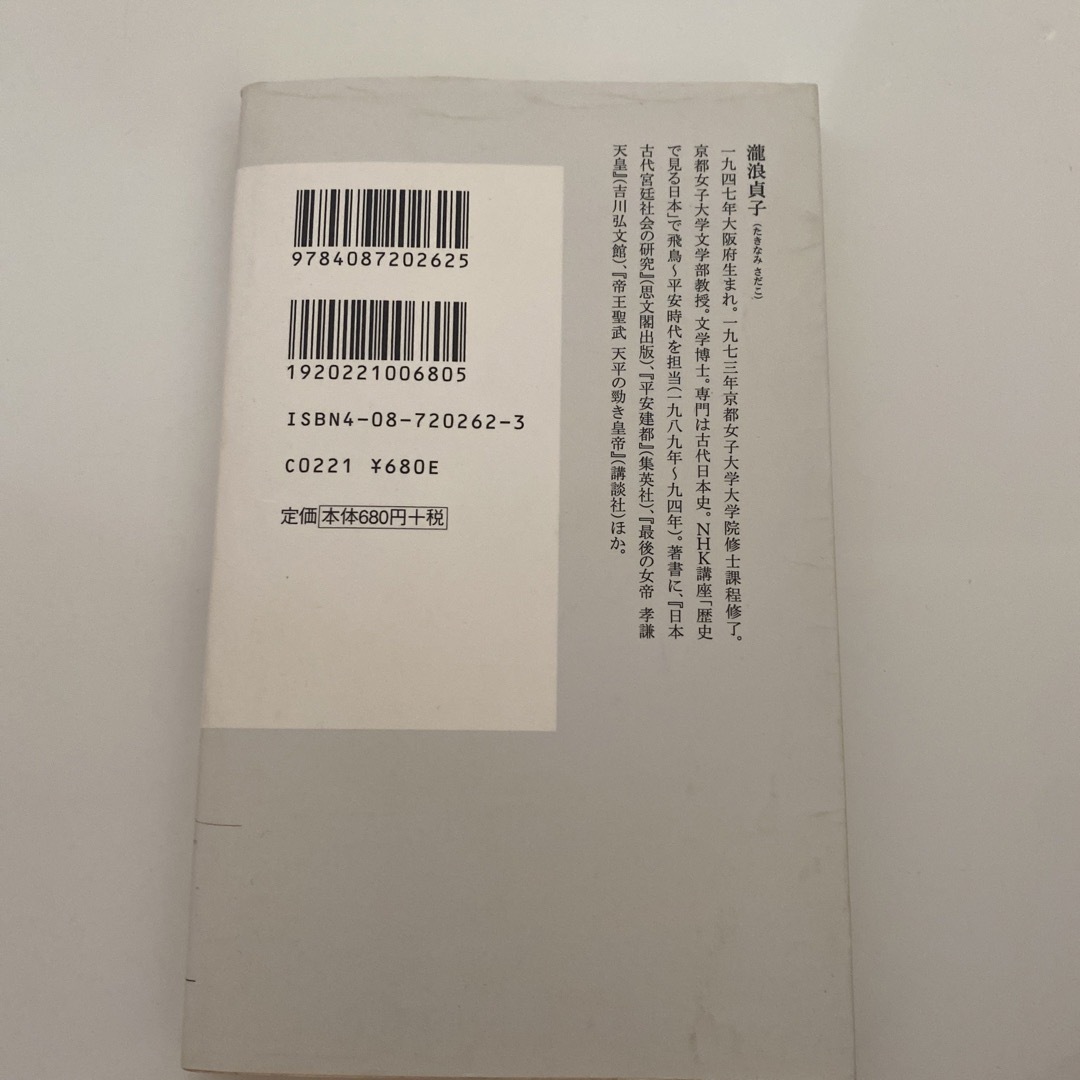 瀧浪貞子（たきなみ さだこ）
一九四七年大阪府生まれ。一九七三年京都女子大学大学院修士課程修了。
京都女子大学文学部教授。文学博士。専門は古代日本史。NHK講座「歴史
で見る日本」で飛鳥〜平安時代を担当（一九八九年〜九四年）。著書に、『日本
古代宮廷社会の研究』（思文閣出版）、『平安建都』（集英社）、『最後の女帝 孝謙
天皇』（吉川弘文館）、『帝王聖武 天平の勁き皇帝』（講談社）ほか。
9784087202625
1920221006805
ISBN4-08-720262-3
C0221 ¥680E
定価 本体680円+税